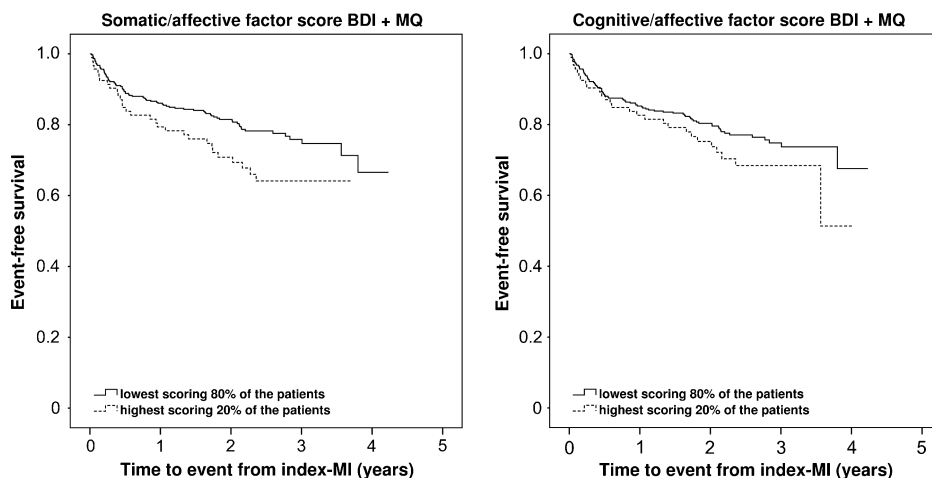 Somatic/affective factor score BDI + MQ
Event-free survival
1.0
0.8
0.6
0.4
0.2
0
lowest scoring 80% of the patients
highest scoring 20% of the patients
0 1 2 3 4 5
Time to event from index-MI (years)
Cognitive/affective factor score BDI + MQ
Event-free survival
1.0
0.8
0.6
0.4
0.2
0
lowest scoring 80% of the patients
highest scoring 20% of the patients
0 1 2 3 4 5
Time to event from index-MI (years)